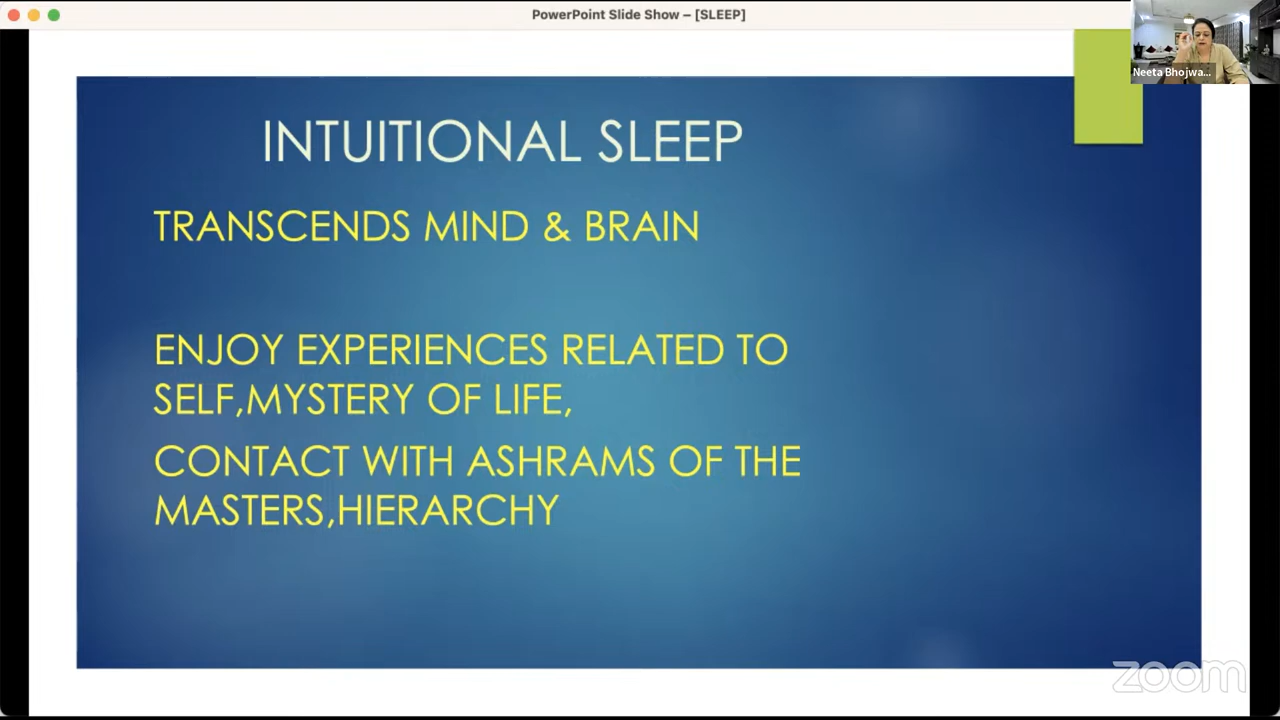 PowerPoint Slide Show – [SLEEP]
Neeta Bhojwa...
INTUITIONAL SLEEP
TRANSCENDS MIND & BRAIN
ENJOY EXPERIENCES RELATED TO
SELF,MYSTERY OF LIFE,
CONTACT WITH ASHRAMS OF THE
MASTERS,HIERARCHY
zoom